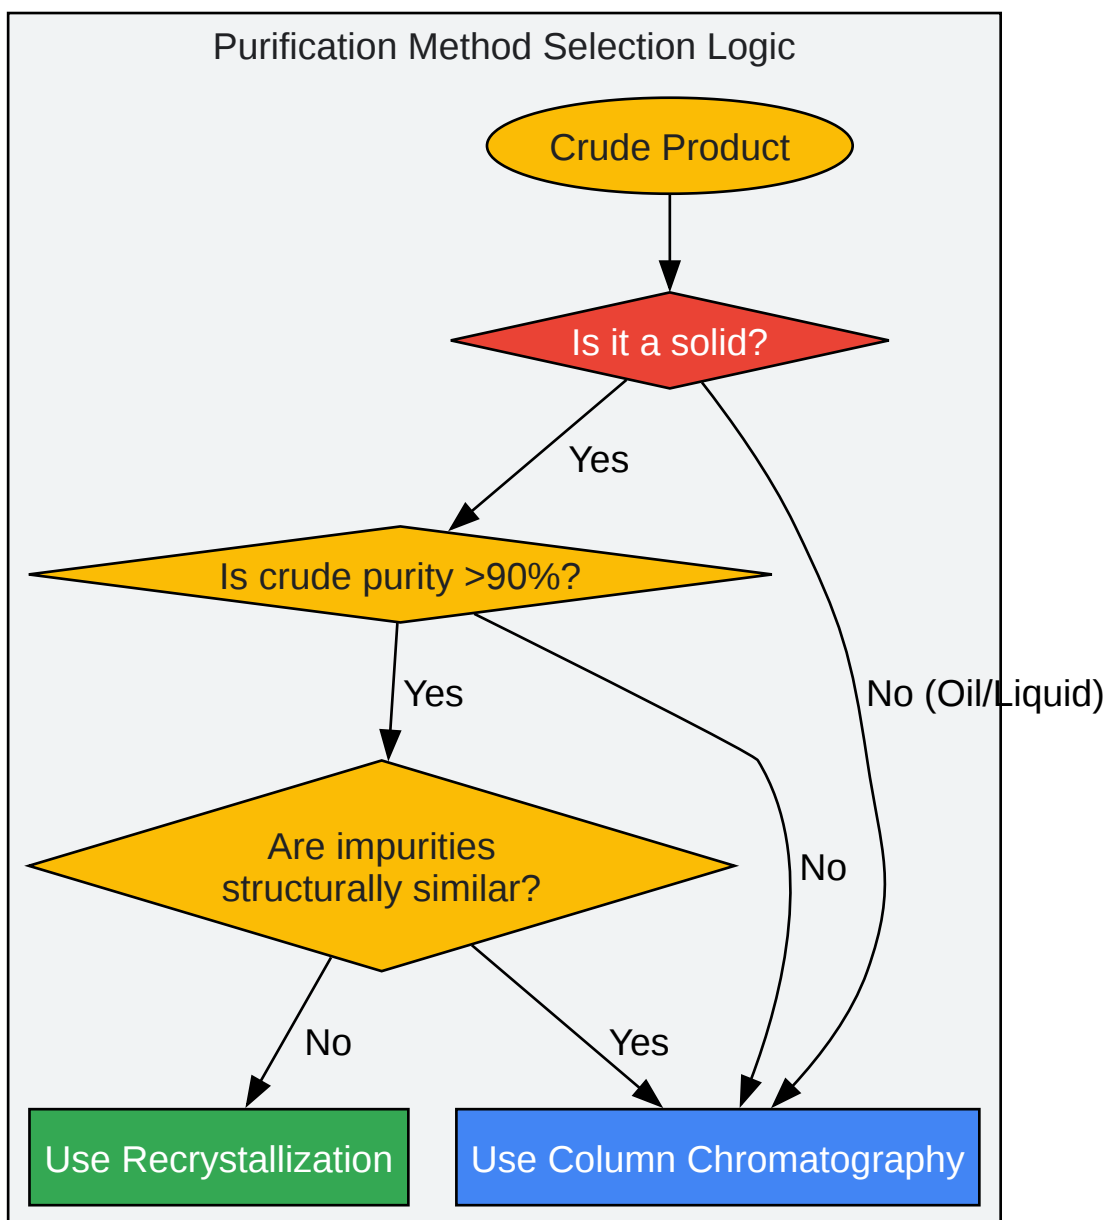 Purification Method Selection Logic
Crude Product
Is it a solid?
Yes
Is crude purity >90%?
Yes
No (Oil/Liquid)
Are impurities
structurally similar?
No
No
Yes
Use Recrystallization
Use Column Chromatography